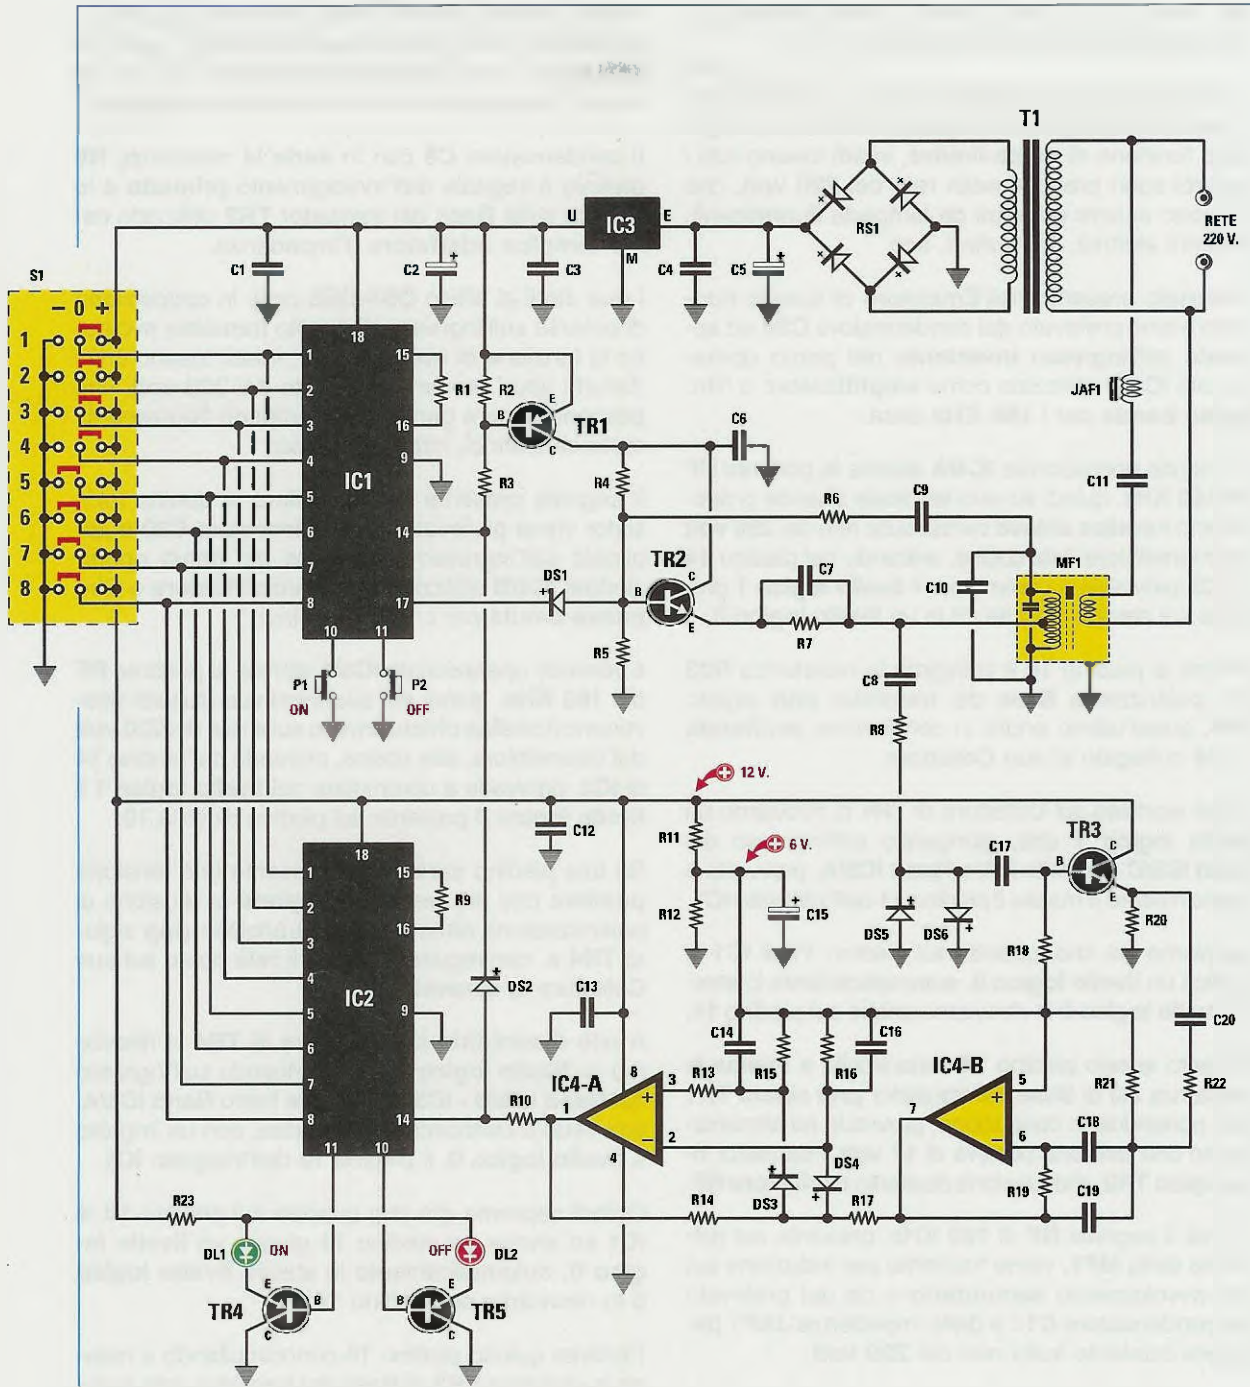 T1
RETE
220 V.
U
IC3
E
M
RS1
S1
− 0 +
C1
C2
+
C3
C4
C5
+
1
2
3
4
5
6
7
8
18
1
2
3
4
5
6
7
8
15
16
9
14
17
10
11
IC1
R1
R2
R3
B
E
C
TR1
C6
R4
R6
C9
JAF1
C11
DS1
+
TR2
B
C
E
C7
C10
MF1
R7
R5
C8
R8
P1
ON
P2
OFF
12 V.
6 V.
R11
R12
C15
+
C12
C17
TR3
B
C
E
R20
DS5
+
DS6
+
R18
18
1
2
3
4
5
6
7
8
15
16
9
14
11
10
IC2
R9
DS2
C13
C14
R15
R16
C16
C20
IC4-A
8
3
2
1
4
+
−
R10
R13
IC4-B
5
6
7
+
−
R21
R22
C18
R19
C19
DS3
+
DS4
+
R14
R17
R23
DL1
ON
OFF
DL2
TR4
E
B
C
TR5
B
E
C